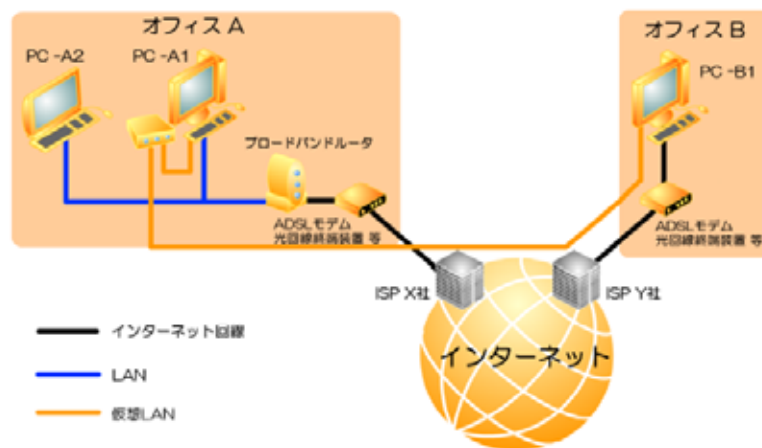 オフィス A
PC -A2
PC -A1
ブロードバンドルータ
ADSLモデム
光回線終端装置 等
オフィス B
PC -B1
ADSLモデム
光回線終端装置 等
ISP X社
ISP Y社
インターネット
インターネット回線
LAN
仮想LAN